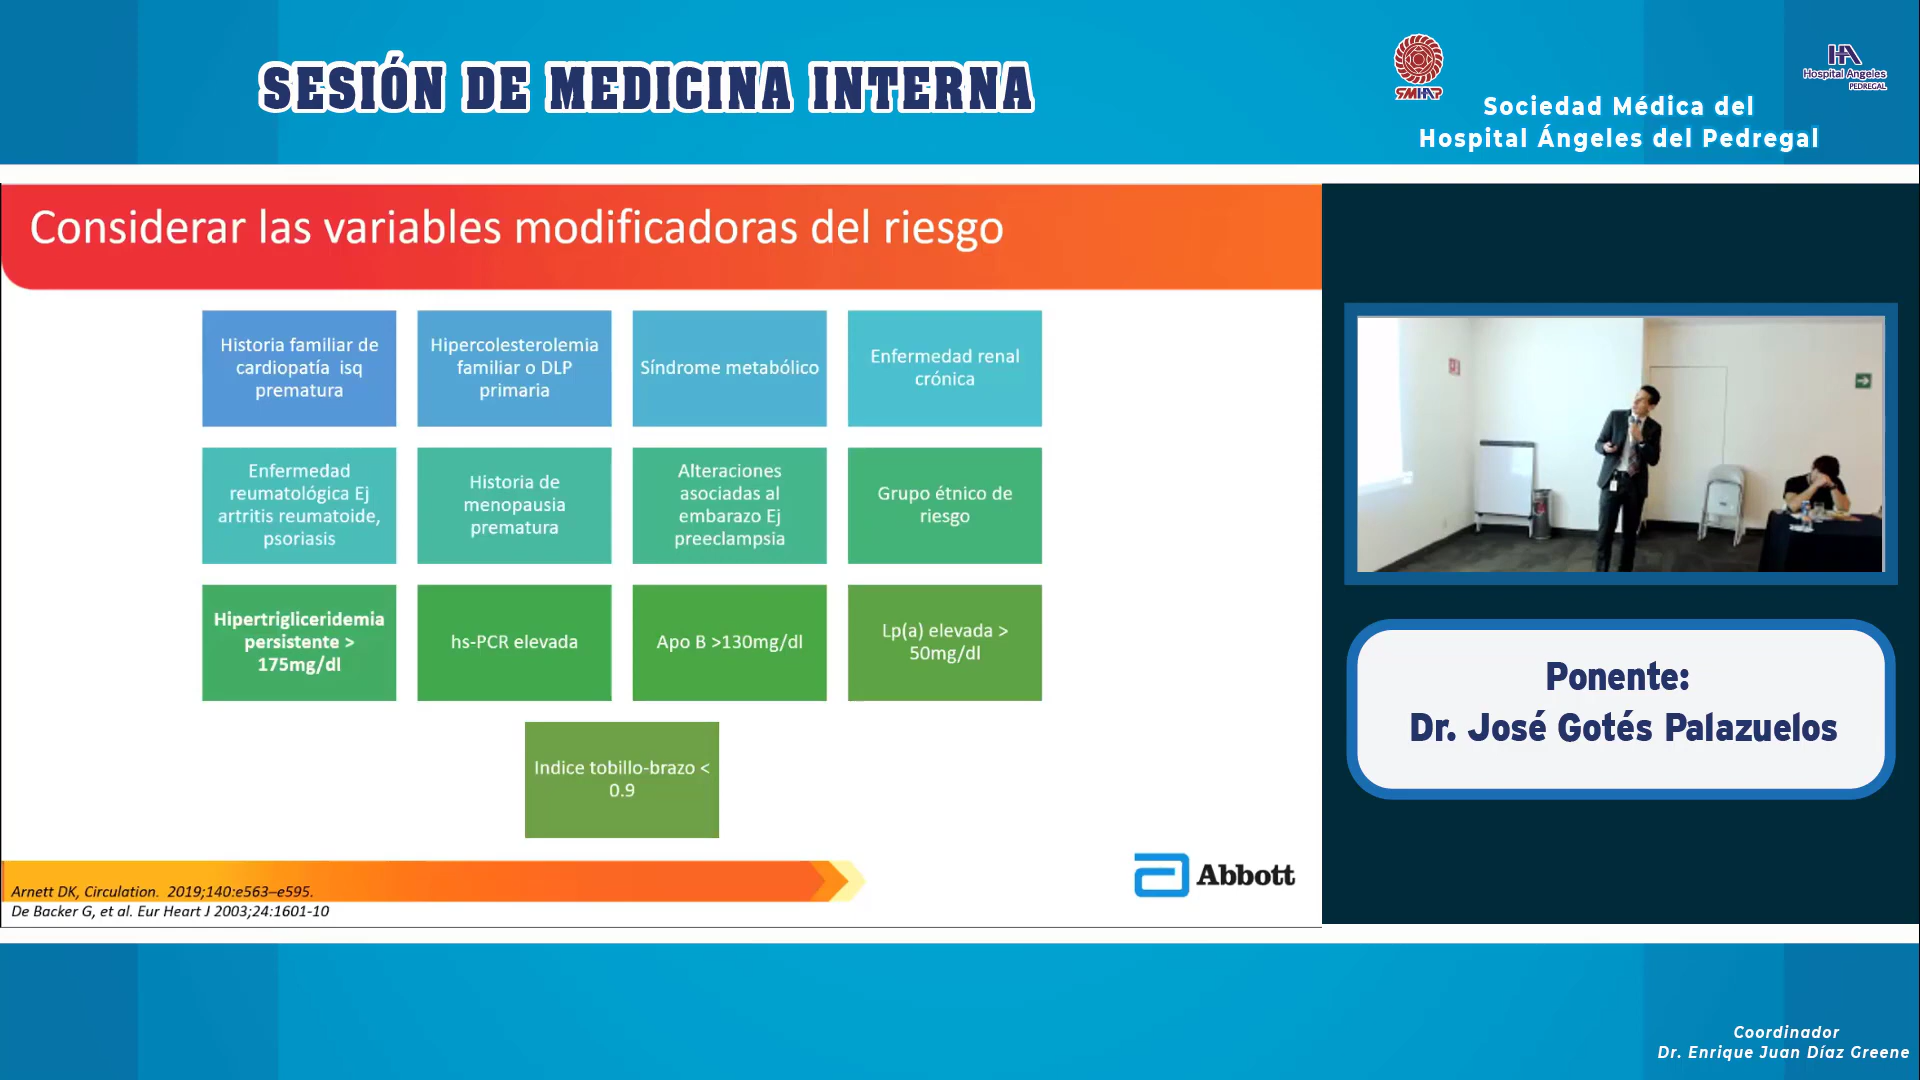 SESIÓN DE MEDICINA INTERNA
SMHAP
Sociedad Médica del
Hospital Ángeles del Pedregal
HA
Hospital Angeles
PEDREGAL
Considerar las variables modificadoras del riesgo
Historia familiar de
cardiopatía isq
prematura
Hipercolesterolemia
familiar o DLP
primaria
Síndrome metabólico
Enfermedad renal
crónica
Enfermedad
reumatológica Ej
artritis reumatoide,
psoriasis
Historia de
menopausia
prematura
Alteraciones
asociadas al
embarazo Ej
preeclampsia
Grupo étnico de
riesgo
Hipertrigliceridemia
persistente >
175mg/dl
hs-PCR elevada
Apo B >130mg/dl
Lp(a) elevada >
50mg/dl
Indice tobillo-brazo <
0.9
Arnett DK, Circulation. 2019;140:e563–e595.
De Backer G, et al. Eur Heart J 2003;24:1601-10
Abbott
Ponente:
Dr. José Gotés Palazuelos
Coordinador
Dr. Enrique Juan Díaz Greene